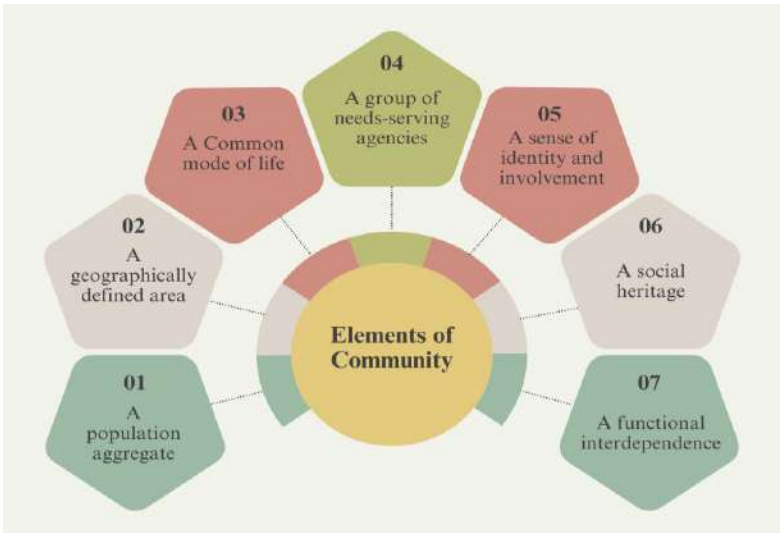 01
A
population
aggregate
02
A
geographically
defined area
03
A Common
mode of life
04
A group of
needs-serving
agencies
05
A sense of
identity and
involvement
06
A social
heritage
07
A functional
interdependence
Elements of
Community